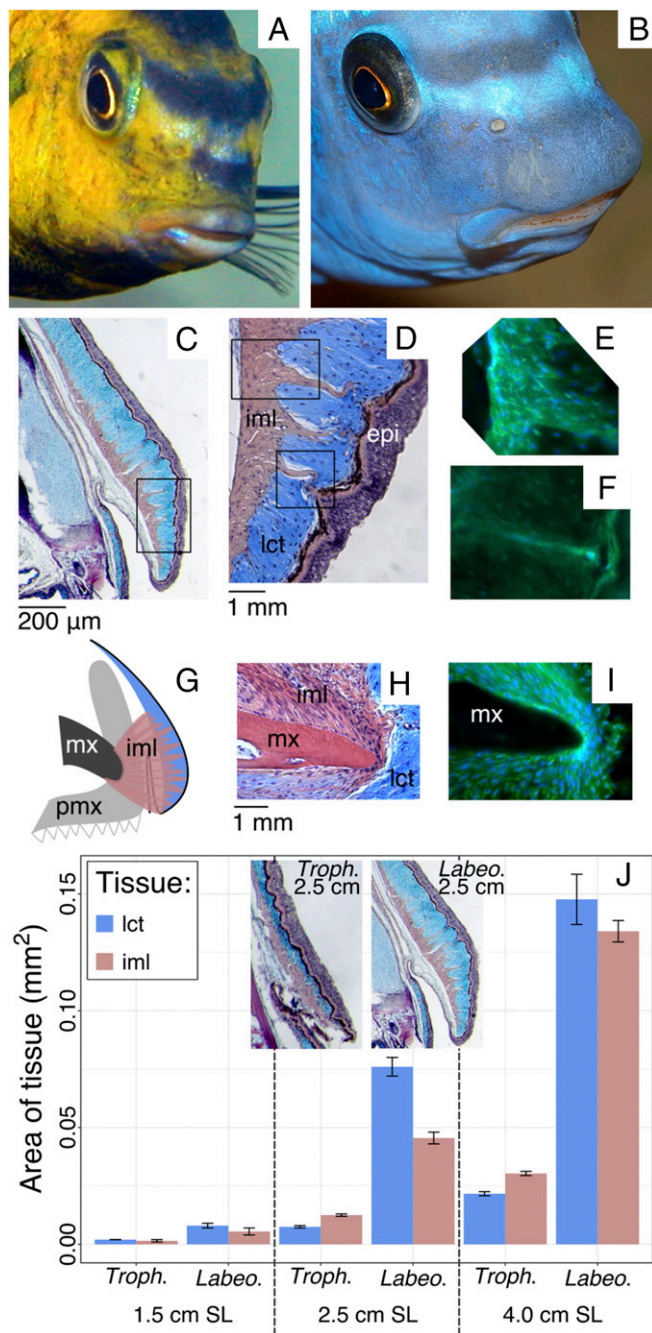 A
B
C
D
E
iml
epi
lct
F
200 µm
1 mm
G
H
I
mx
iml
pmx
iml
mx
lct
mx
1 mm
J
Tissue:
lct
iml
Troph.
2.5 cm
Labeo.
2.5 cm
Area of tissue (mm²)
0.15
0.10
0.05
0.00
Troph. Labeo. Troph. Labeo. Troph. Labeo.
1.5 cm SL 2.5 cm SL 4.0 cm SL